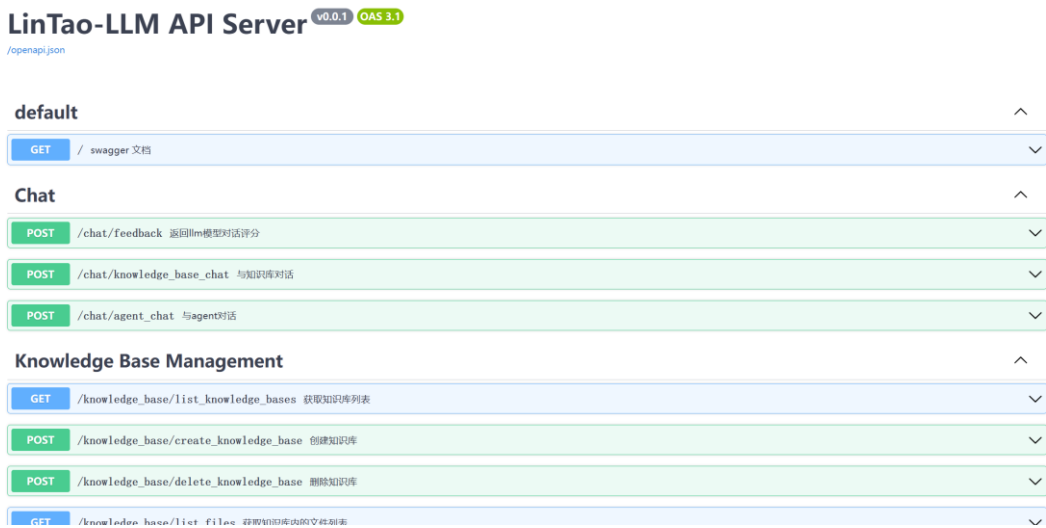 LinTao-LLM API Server v0.0.1 OAS 3.1
/openapi.json
default
GET / swagger 文档
Chat
POST /chat/feedback 返回llm模型对话评分
POST /chat/knowledge_base_chat 与知识库对话
POST /chat/agent_chat 与agent对话
Knowledge Base Management
GET /knowledge_base/list_knowledge_bases 获取知识库列表
POST /knowledge_base/create_knowledge_base 创建知识库
POST /knowledge_base/delete_knowledge_base 删除知识库
GET /knowledge_base/list_files 获取知识库内的文件列表